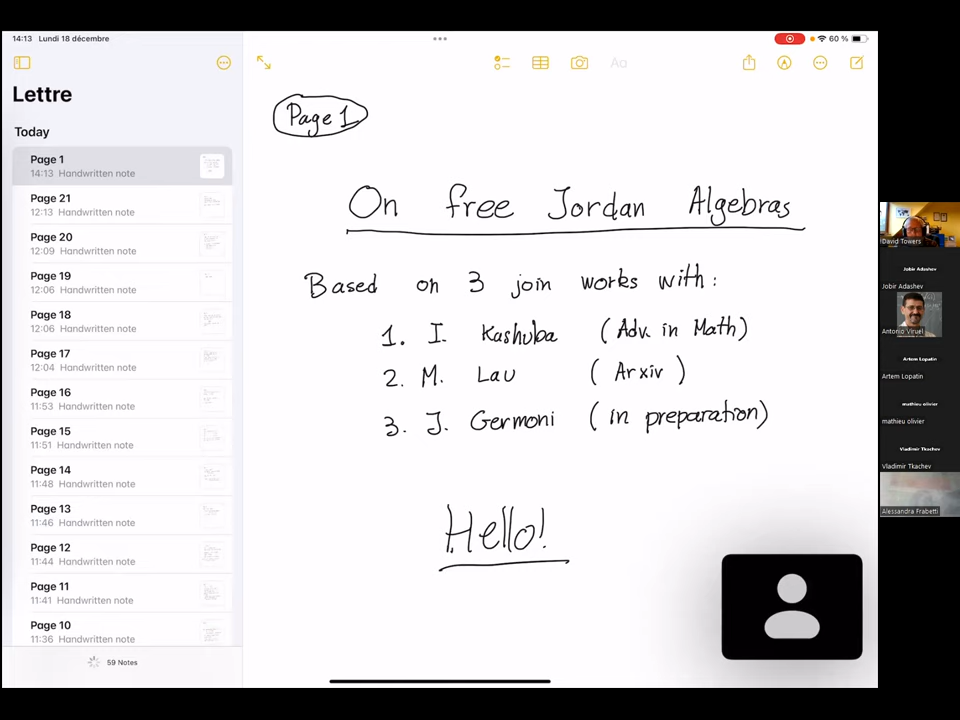 14:13 Lundi 18 décembre
60 %
Lettre
Today
Page 1
14:13 Handwritten note
Page 21
12:13 Handwritten note
Page 20
12:09 Handwritten note
Page 19
12:06 Handwritten note
Page 18
12:06 Handwritten note
Page 17
12:04 Handwritten note
Page 16
11:53 Handwritten note
Page 15
11:51 Handwritten note
Page 14
11:48 Handwritten note
Page 13
11:46 Handwritten note
Page 12
11:44 Handwritten note
Page 11
11:41 Handwritten note
Page 10
11:36 Handwritten note
59 Notes
Aa
Page 1
On free Jordan Algebras
Based on 3 join works with:
1. I. Kashuba (Adv. in Math)
2. M. Lau (Arxiv)
3. J. Germoni (in preparation)
Hello!
David Towers
Jobir Adashev
Jobir Adashev
Antonio Viruel
Artem Lopatin
Artem Lopatin
mathieu olivier
mathieu olivier
Vladimir Tkachev
Vladimir Tkachev
Alessandra Frabetti